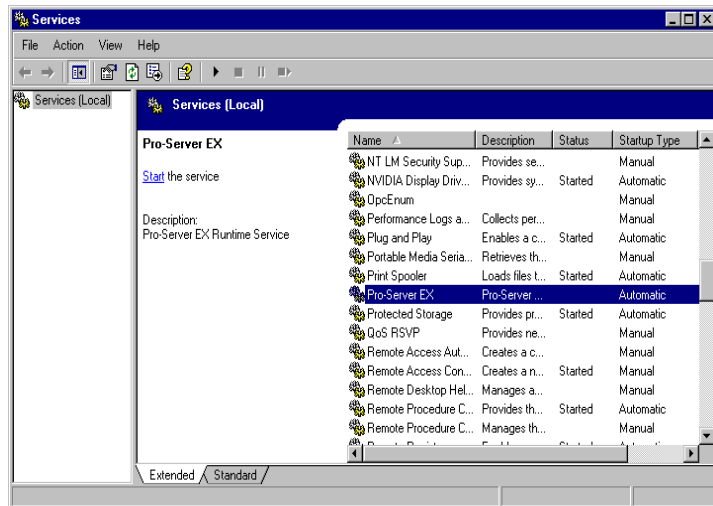 Services
File Action View Help
Services (Local)
Services (Local)
Pro-Server EX
Start the service
Description:
Pro-Server EX Runtime Service
Name Description Status Startup Type
NT LM Security Sup... Provides se... Manual
NVIDIA Display Driv... Provides sy... Started Automatic
OpcEnum Manual
Performance Logs a... Collects per... Manual
Plug and Play Enables a c... Started Automatic
Portable Media Seria... Retrieves th... Manual
Print Spooler Loads files t... Started Automatic
Pro-Server EX Pro-Server ... Automatic
Protected Storage Provides pr... Started Automatic
QoS RSVP Provides ne... Manual
Remote Access Aut... Creates a c... Manual
Remote Access Con... Creates a n... Started Manual
Remote Desktop Hel... Manages a... Manual
Remote Procedure C... Provides th... Started Automatic
Remote Procedure C... Manages th... Manual
Extended Standard